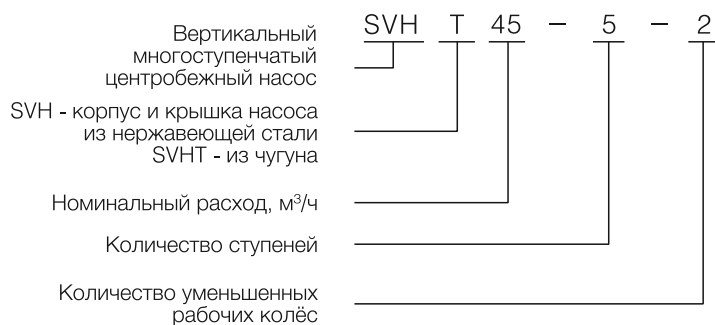 SVH T 45 - 5 - 2
Вертикальный
многоступенчатый
центробежный насос
SVH - корпус и крышка насоса
из нержавеющей стали
SVHT - из чугуна
Номинальный расход, м³/ч
Количество ступеней
Количество уменьшенных
рабочих колёс